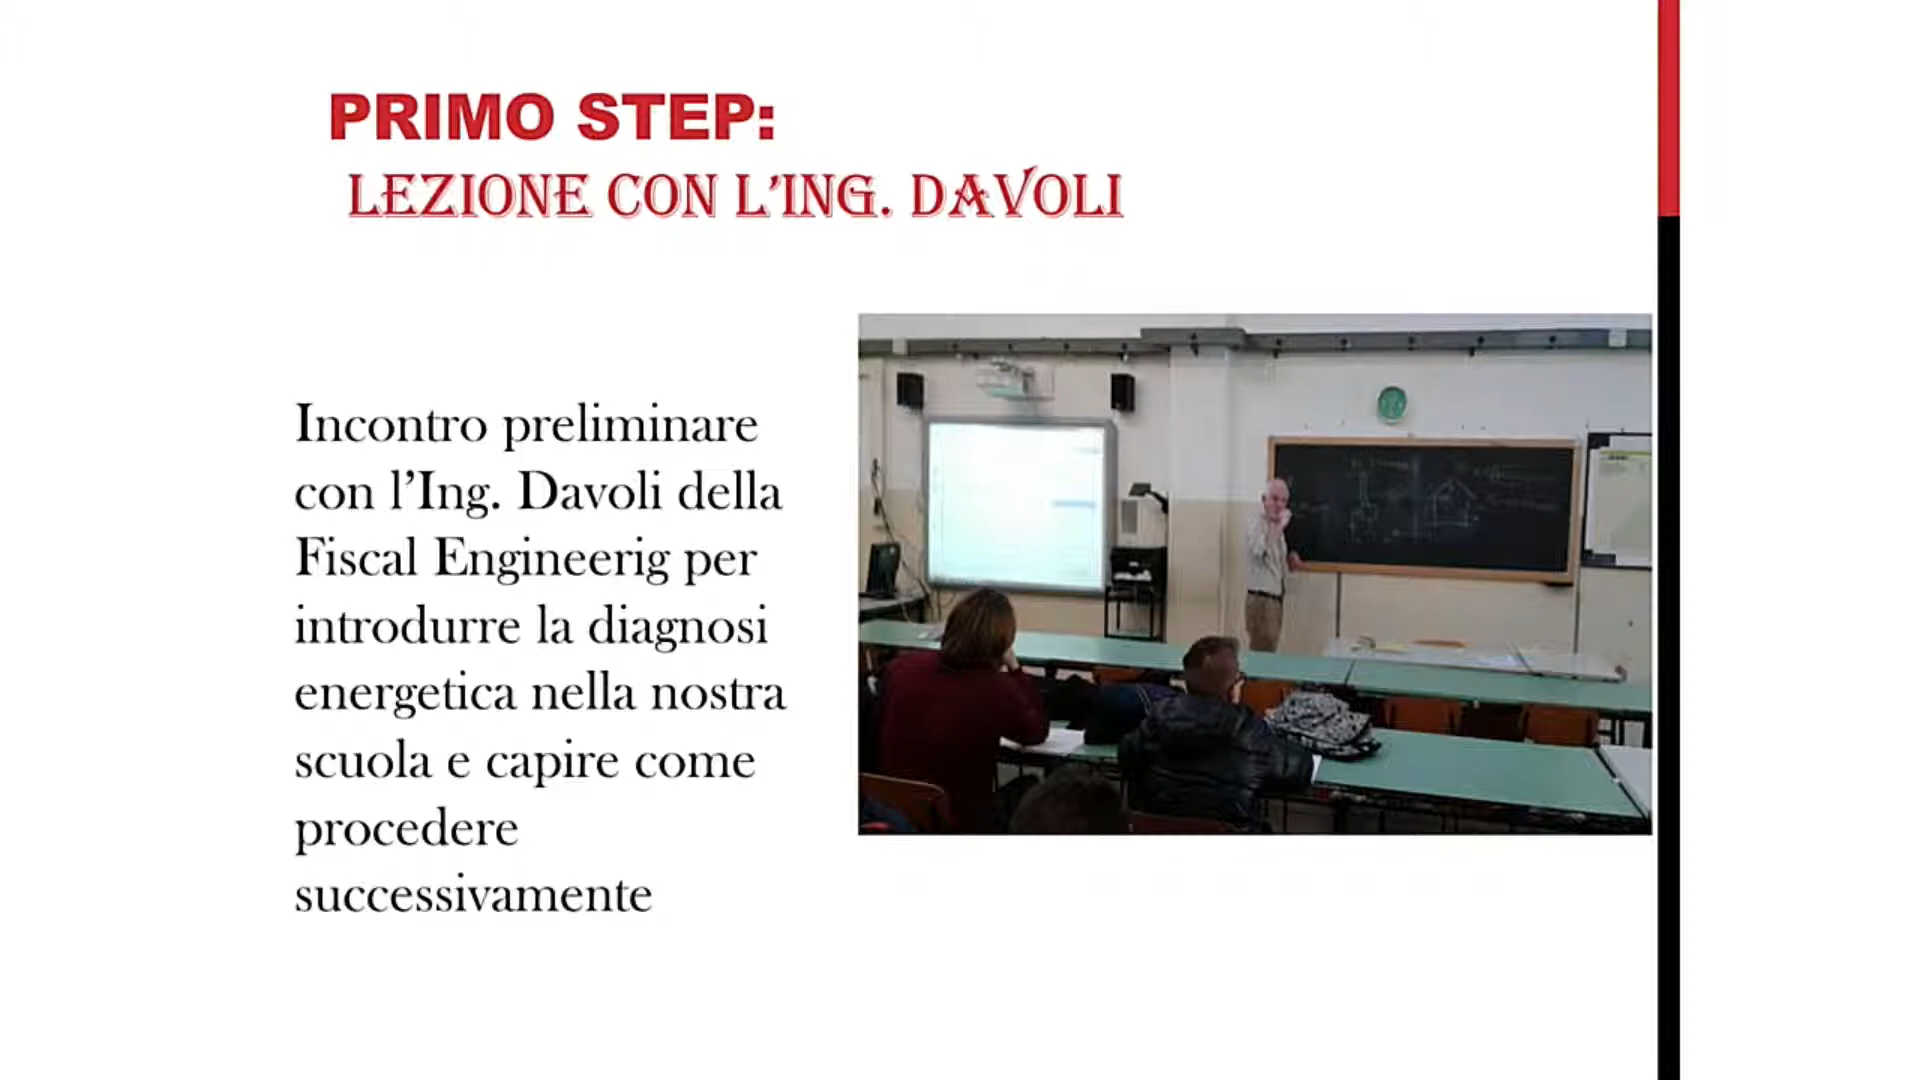 PRIMO STEP:
LEZIONE CON L'ING. DAVOLI
Incontro preliminare
con l'Ing. Davoli della
Fiscal Engineerig per
introdurre la diagnosi
energetica nella nostra
scuola e capire come
procedere
successivamente